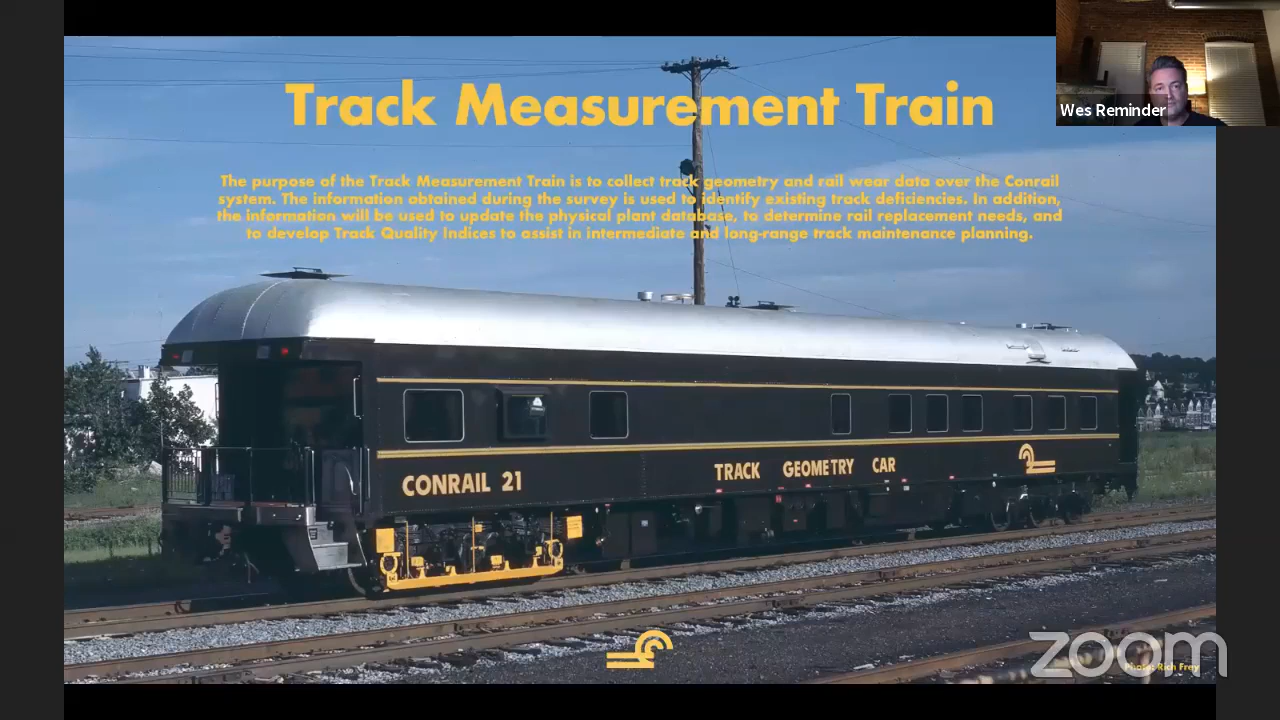 Track Measurement Train
Wes Reminder
The purpose of the Track Measurement Train is to collect track geometry and rail wear data over the Conrail
system. The information obtained during the survey is used to identify existing track deficiencies. In addition,
the information will be used to update the physical plant database, to determine rail replacement needs, and
to develop Track Quality Indices to assist in intermediate and long-range track maintenance planning.
CONRAIL 21
TRACK GEOMETRY CAR
zoom
Photo: Rich Frey